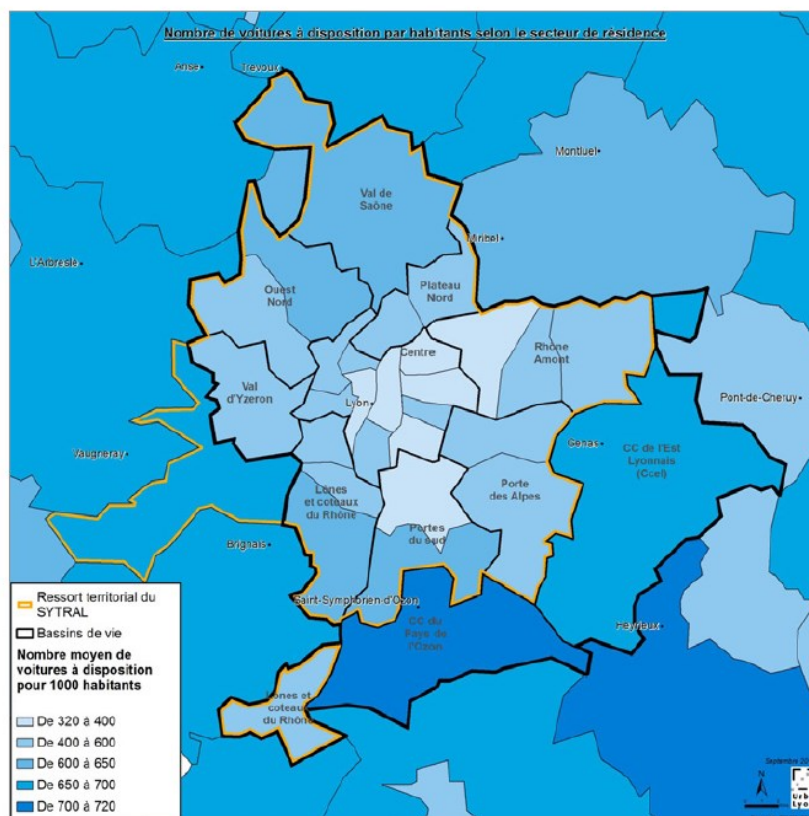 Nombre de voitures à disposition par habitants selon le secteur de résidence
Anse
Trévoux
Montluel
Val de
Saône
Miribel
L'Arbresle
Ouest
Nord
Plateau
Nord
Centre
Rhône
Amont
Val
d'Yzeron
Lyon
Pont-de-Cheruy
Vaugneray
Genas
CC de l'Est
Lyonnais
(Ccel)
Lônes
et coteaux
du Rhône
Porte
des Alpes
Portes
du sud
Brignais
Saint-Symphorien-d'Ozon
CC du
Pays de
l'Ozon
Heyrieux
Lônes et
coteaux
du Rhône
Ressort territorial du
SYTRAL
Bassins de vie
Nombre moyen de
voitures à disposition
pour 1000 habitants
De 320 à 400
De 400 à 600
De 600 à 650
De 650 à 700
De 700 à 720
N